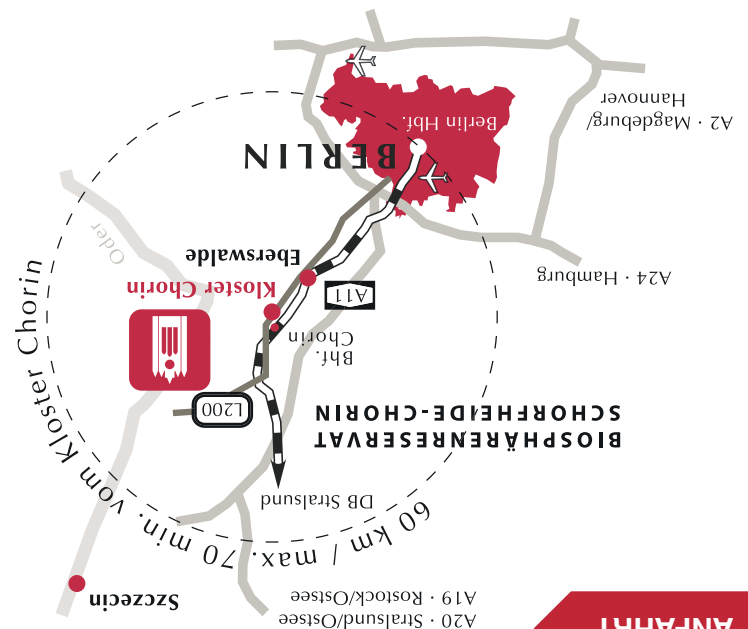 ANFAHRT
A20 · Stralsund/Ostsee
A19 · Rostock/Ostsee
Szczecin
60 km / max. 70 min. vom Kloster Chorin
DB Stralsund
BIOSPHÄRENRESERVAT
SCHORFHEIDE-CHORIN
L200
Bhf.
Chorin
Kloster Chorin
A11
Eberswalde
Oder
A24 · Hamburg
BERLIN
Berlin Hbf.
A2 · Magdeburg/
Hannover